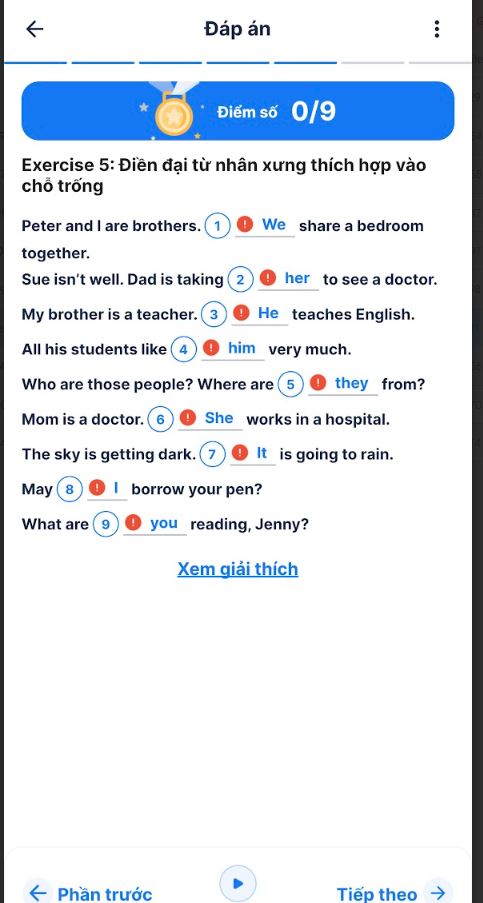 Đáp án
Điểm số 0/9
Exercise 5: Điền đại từ nhân xưng thích hợp vào
chỗ trống
Peter and I are brothers. 1 ! We share a bedroom
together.
Sue isn't well. Dad is taking 2 ! her to see a doctor.
My brother is a teacher. 3 ! He teaches English.
All his students like 4 ! him very much.
Who are those people? Where are 5 ! they from?
Mom is a doctor. 6 ! She works in a hospital.
The sky is getting dark. 7 ! It is going to rain.
May 8 ! I borrow your pen?
What are 9 ! you reading, Jenny?
Xem giải thích
Phần trước Tiếp theo